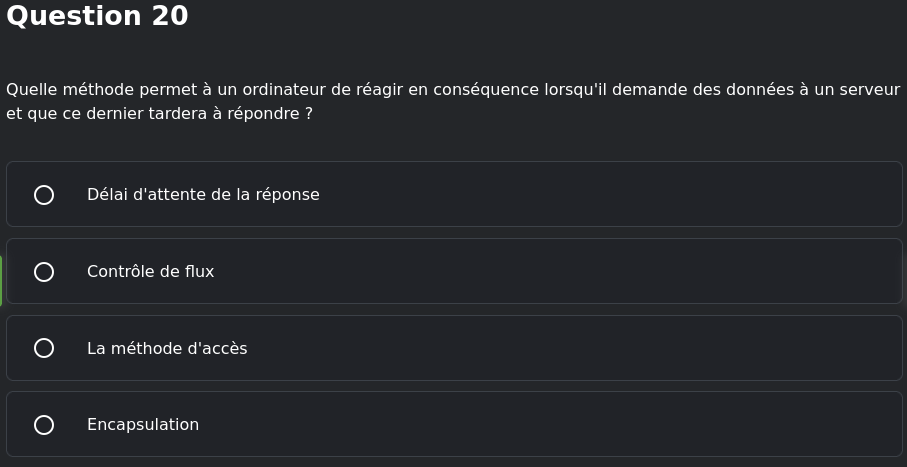 Question 20
Quelle méthode permet à un ordinateur de réagir en conséquence lorsqu'il demande des données à un serveur
et que ce dernier tardera à répondre ?
Délai d'attente de la réponse
Contrôle de flux
La méthode d'accès
Encapsulation